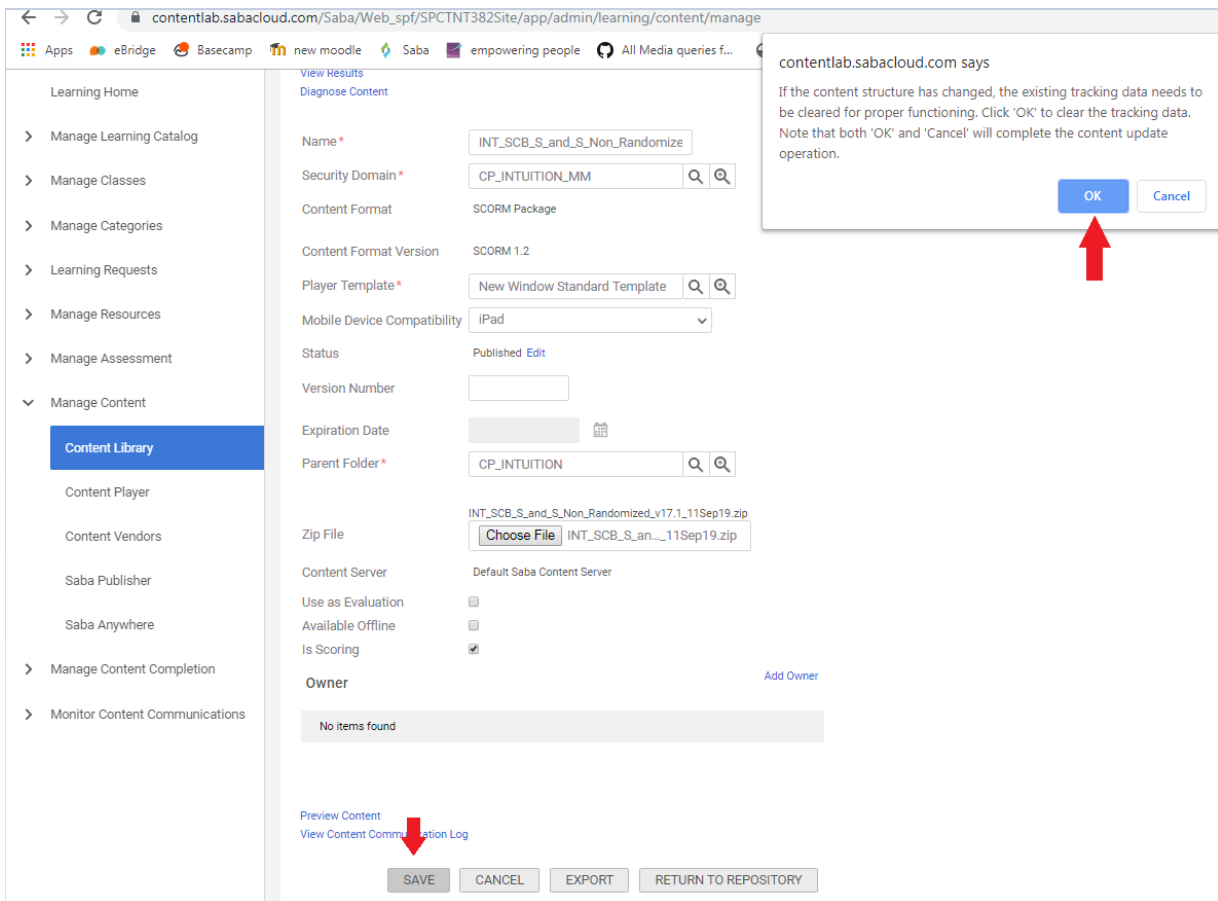 contentlab.sabacloud.com/Saba/Web_spf/SPCTNT382Site/app/admin/learning/content/manage
Apps eBridge Basecamp new moodle Saba empowering people All Media queries f...
contentlab.sabacloud.com says
If the content structure has changed, the existing tracking data needs to
be cleared for proper functioning. Click 'OK' to clear the tracking data.
Note that both 'OK' and 'Cancel' will complete the content update
operation.
OK Cancel
Learning Home
Manage Learning Catalog
Manage Classes
Manage Categories
Learning Requests
Manage Resources
Manage Assessment
Manage Content
Content Library
Content Player
Content Vendors
Saba Publisher
Saba Anywhere
Manage Content Completion
Monitor Content Communications
View Results
Diagnose Content
Name* INT_SCB_S_and_S_Non_Randomize
Security Domain* CP_INTUITION_MM
Content Format SCORM Package
Content Format Version SCORM 1.2
Player Template* New Window Standard Template
Mobile Device Compatibility iPad
Status Published Edit
Version Number
Expiration Date
Parent Folder* CP_INTUITION
INT_SCB_S_and_S_Non_Randomized_v17.1_11Sep19.zip
Zip File Choose File INT_SCB_S_an..._11Sep19.zip
Content Server Default Saba Content Server
Use as Evaluation
Available Offline
Is Scoring
Owner Add Owner
No items found
Preview Content
View Content Communication Log
SAVE CANCEL EXPORT RETURN TO REPOSITORY